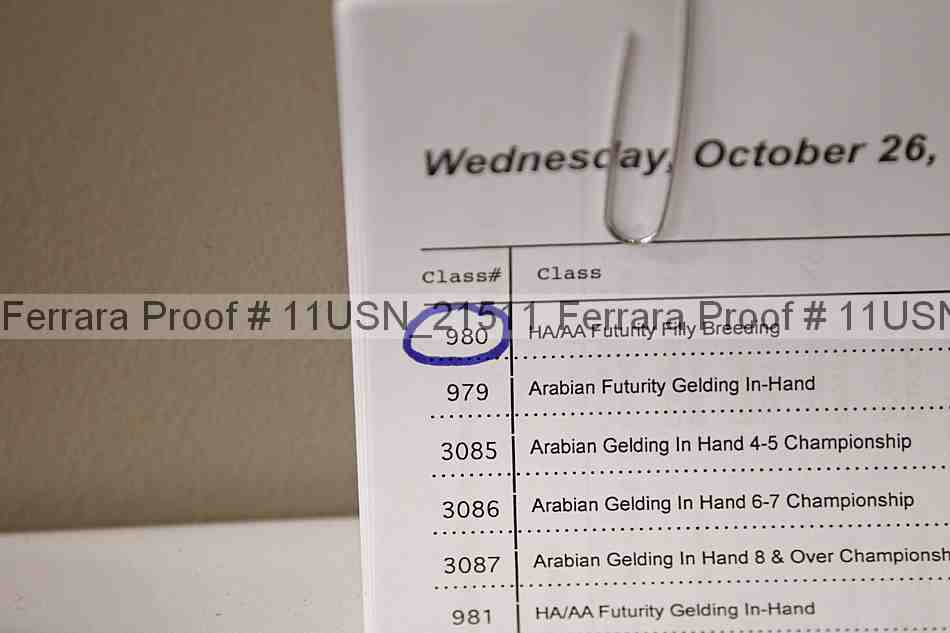 Wednesday, October 26,
Class# Class
Ferrara Proof # 11USN_21511 Ferrara Proof # 11USN
980 HA/AA Futurity Filly Breeding
979 Arabian Futurity Gelding In-Hand
3085 Arabian Gelding In Hand 4-5 Championship
3086 Arabian Gelding In Hand 6-7 Championship
3087 Arabian Gelding In Hand 8 & Over Championsh
981 HA/AA Futurity Gelding In-Hand